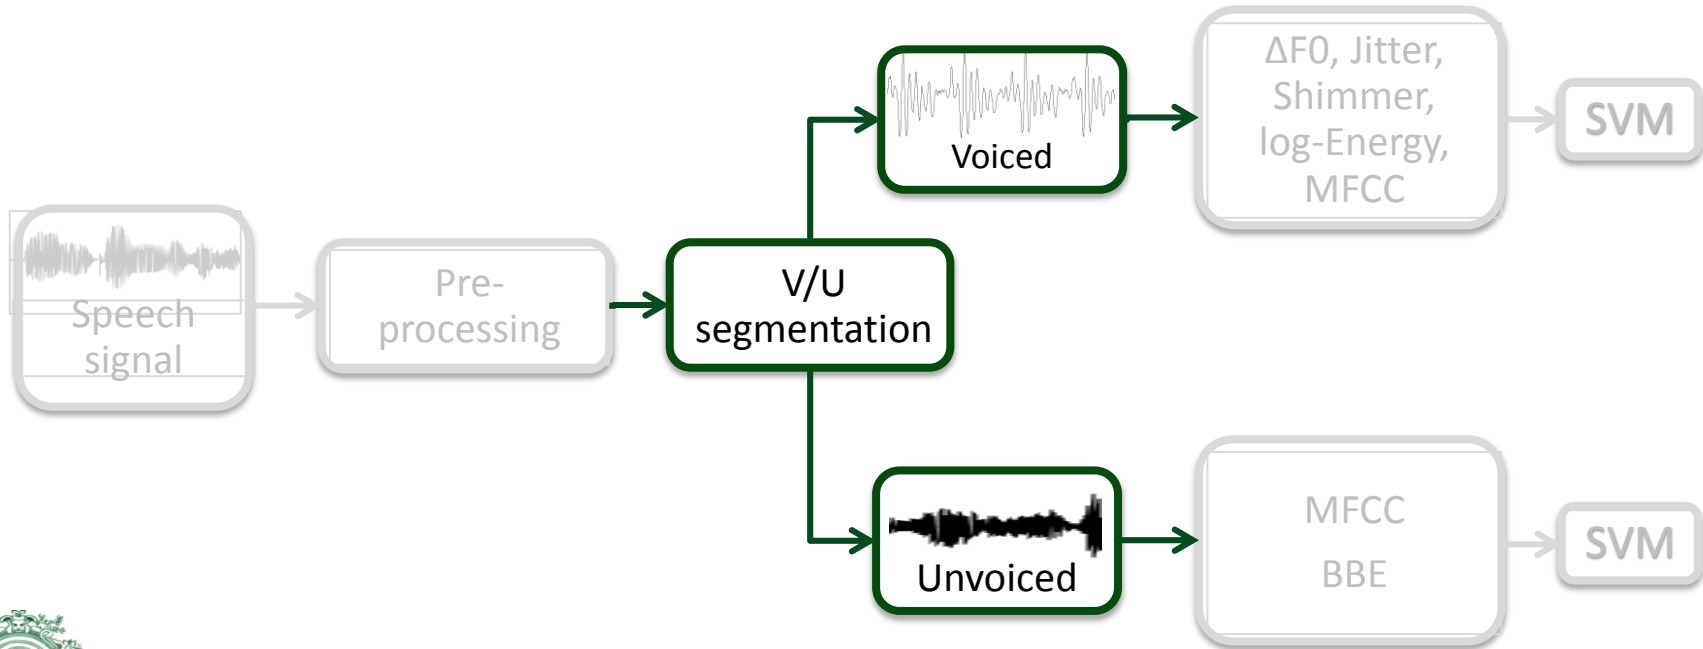 Speech
signal
Pre-
processing
V/U
segmentation
Voiced
ΔF0, Jitter,
Shimmer,
log-Energy,
MFCC
SVM
Unvoiced
MFCC
BBE
SVM